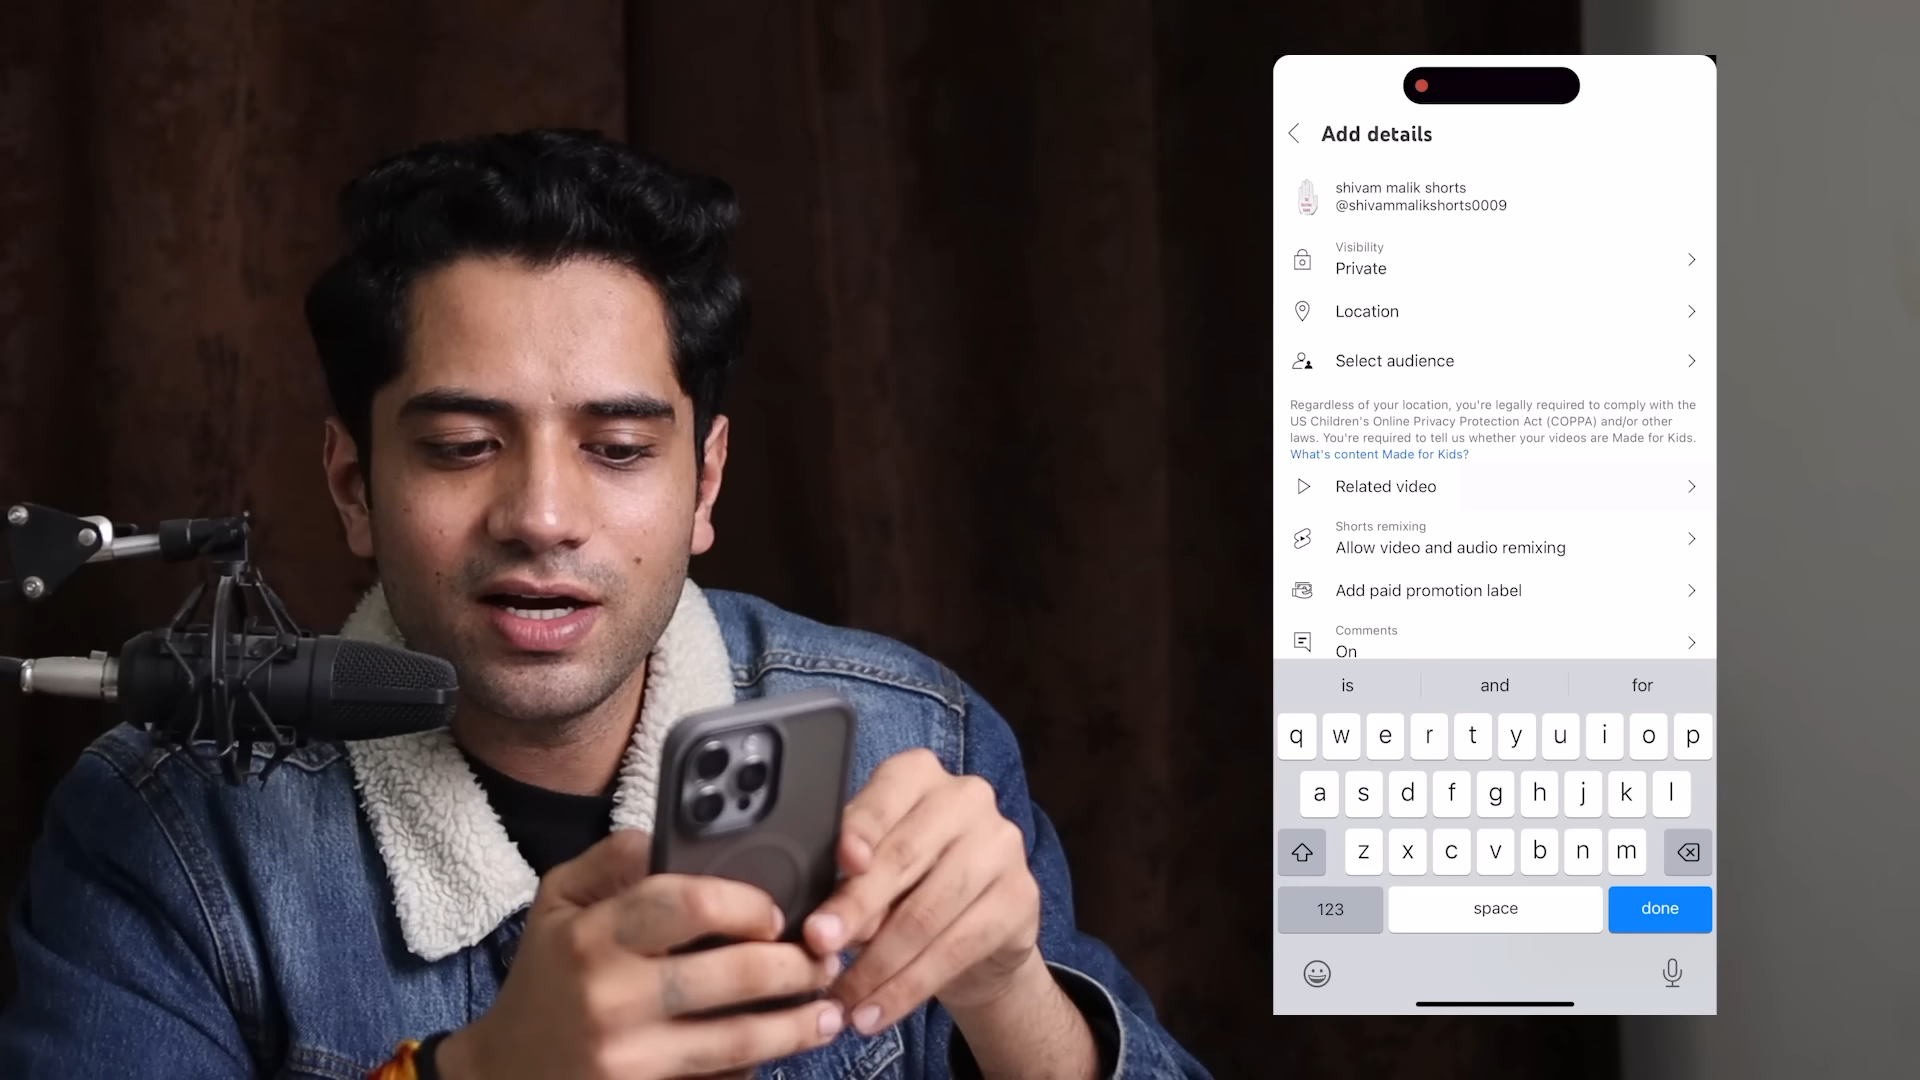 Add details
shivam malik shorts
@shivammalikshorts0009
Visibility
Private
Location
Select audience
Regardless of your location, you're legally required to comply with the
US Children's Online Privacy Protection Act (COPPA) and/or other
laws. You're required to tell us whether your videos are Made for Kids.
What's content Made for Kids?
Related video
Shorts remixing
Allow video and audio remixing
Add paid promotion label
Comments
On
is and for
q w e r t y u i o p
a s d f g h j k l
z x c v b n m
123 space done